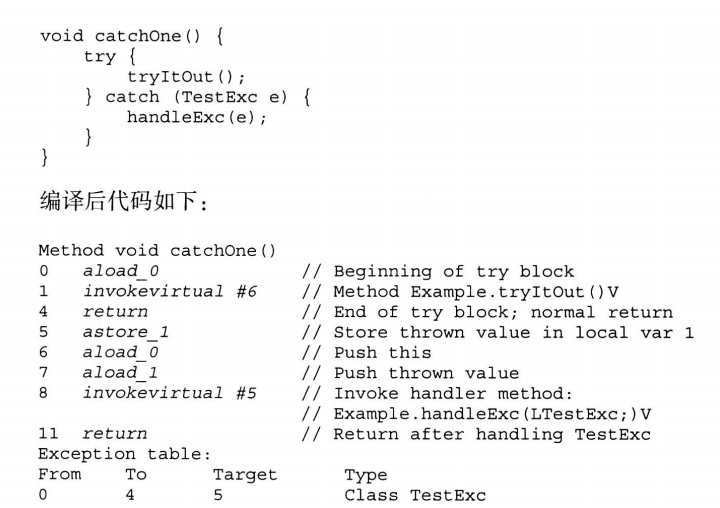 void catchOne() {
    try {
        tryItOut();
    } catch (TestExc e) {
        handleExc(e);
    }
}
编译后代码如下：
Method void catchOne()
0   aload_0              // Beginning of try block
1   invokevirtual #6     // Method Example.tryItOut()V
4   return               // End of try block; normal return
5   astore_1             // Store thrown value in local var 1
6   aload_0              // Push this
7   aload_1              // Push thrown value
8   invokevirtual #5     // Invoke handler method:
                         // Example.handleExc(LTestExc;)V
11  return               // Return after handling TestExc
Exception table:
From    To      Target      Type
0       4       5           Class TestExc